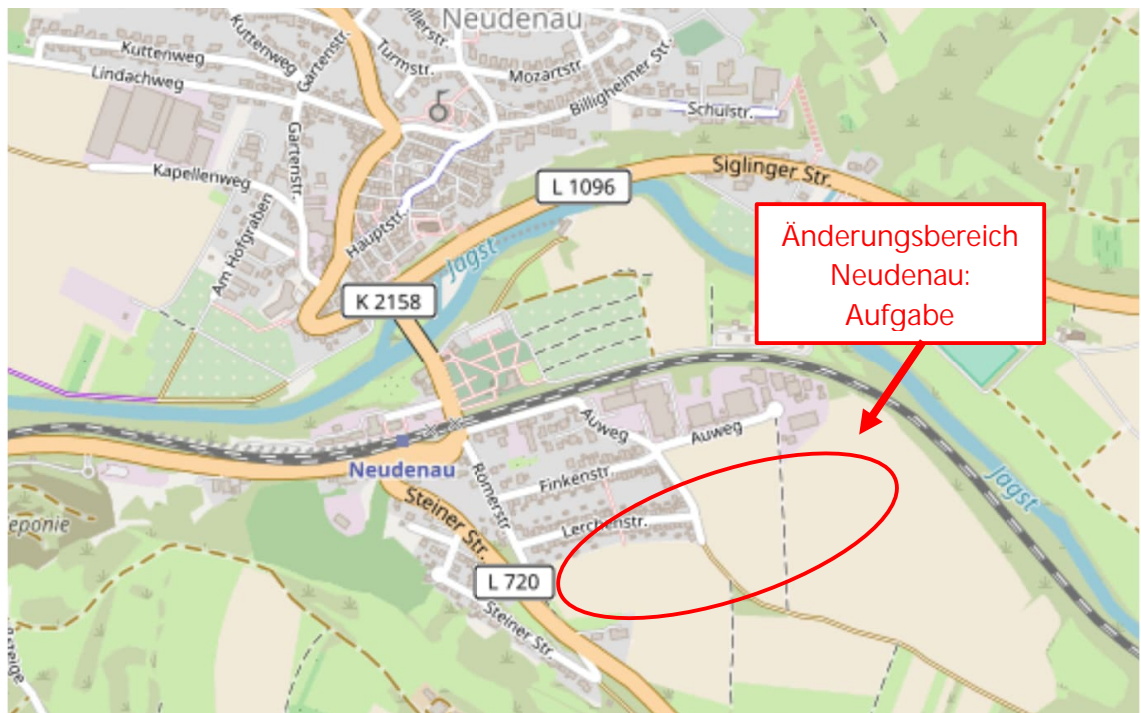 Neudenau
Kuttenweg
Kuttenweg
Gartenstr.
Turmstr.
Mozartstr.
Billigheimer Str.
Lindachweg
Schulstr.
Gartenstr.
Kapellenweg
Siglinger Str.
L 1096
Am Hofgraben
Hauptstr.
Jagst
Änderungsbereich
Neudenau:
Aufgabe
K 2158
Auweg
Auweg
Neudenau
Römerstr.
Finkenstr.
Steiner Str.
Lerchenstr.
Jagst
eponie
L 720
Steiner Str.